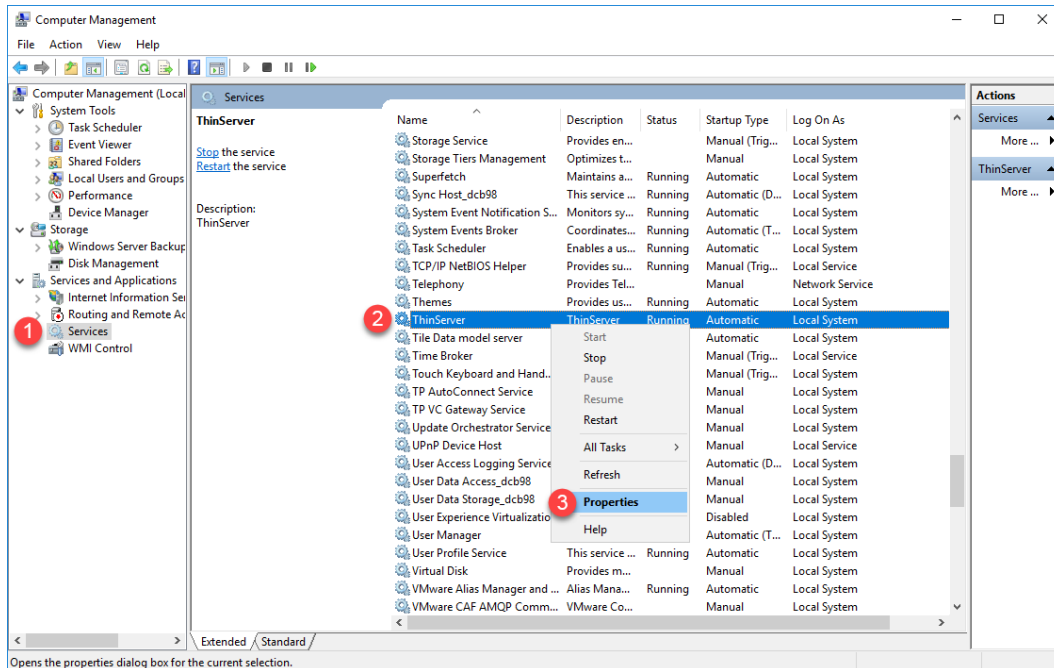 Computer Management
File Action View Help
Computer Management (Local
System Tools
Task Scheduler
Event Viewer
Shared Folders
Local Users and Groups
Performance
Device Manager
Storage
Windows Server Backup
Disk Management
Services and Applications
Internet Information Ser
Routing and Remote Ac
1 Services
WMI Control
Services
ThinServer
Stop the service
Restart the service
Description:
ThinServer
Name Description Status Startup Type Log On As
Storage Service Provides en... Manual (Trig... Local System
Storage Tiers Management Optimizes t... Manual Local System
Superfetch Maintains a... Running Automatic Local System
Sync Host_dcb98 This service ... Running Automatic (D... Local System
System Event Notification S... Monitors sy... Running Automatic Local System
System Events Broker Coordinates... Running Automatic (T... Local System
Task Scheduler Enables a us... Running Automatic Local System
TCP/IP NetBIOS Helper Provides su... Running Manual (Trig... Local Service
Telephony Provides Tel... Manual Network Service
Themes Provides us... Running Automatic Local System
2 ThinServer ThinServer Running Automatic Local System
Tile Data model server Automatic Local System
Time Broker Manual (Trig... Local Service
Touch Keyboard and Hand... Manual (Trig... Local System
TP AutoConnect Service Manual Local System
TP VC Gateway Service Manual Local System
Update Orchestrator Service Manual Local System
UPnP Device Host Manual Local Service
User Access Logging Service Automatic (D... Local System
User Data Access_dcb98 Manual Local System
User Data Storage_dcb98 Manual Local System
User Experience Virtualizatio Disabled Local System
User Manager Automatic (T... Local System
User Profile Service This service ... Running Automatic Local System
Virtual Disk Provides m... Manual Local System
VMware Alias Manager and ... Alias Mana... Running Automatic Local System
VMware CAF AMQP Comm... VMware Co... Manual Local System
Start
Stop
Pause
Resume
Restart
All Tasks
Refresh
3 Properties
Help
Extended Standard
Actions
Services
More ...
ThinServer
More ...
Opens the properties dialog box for the current selection.